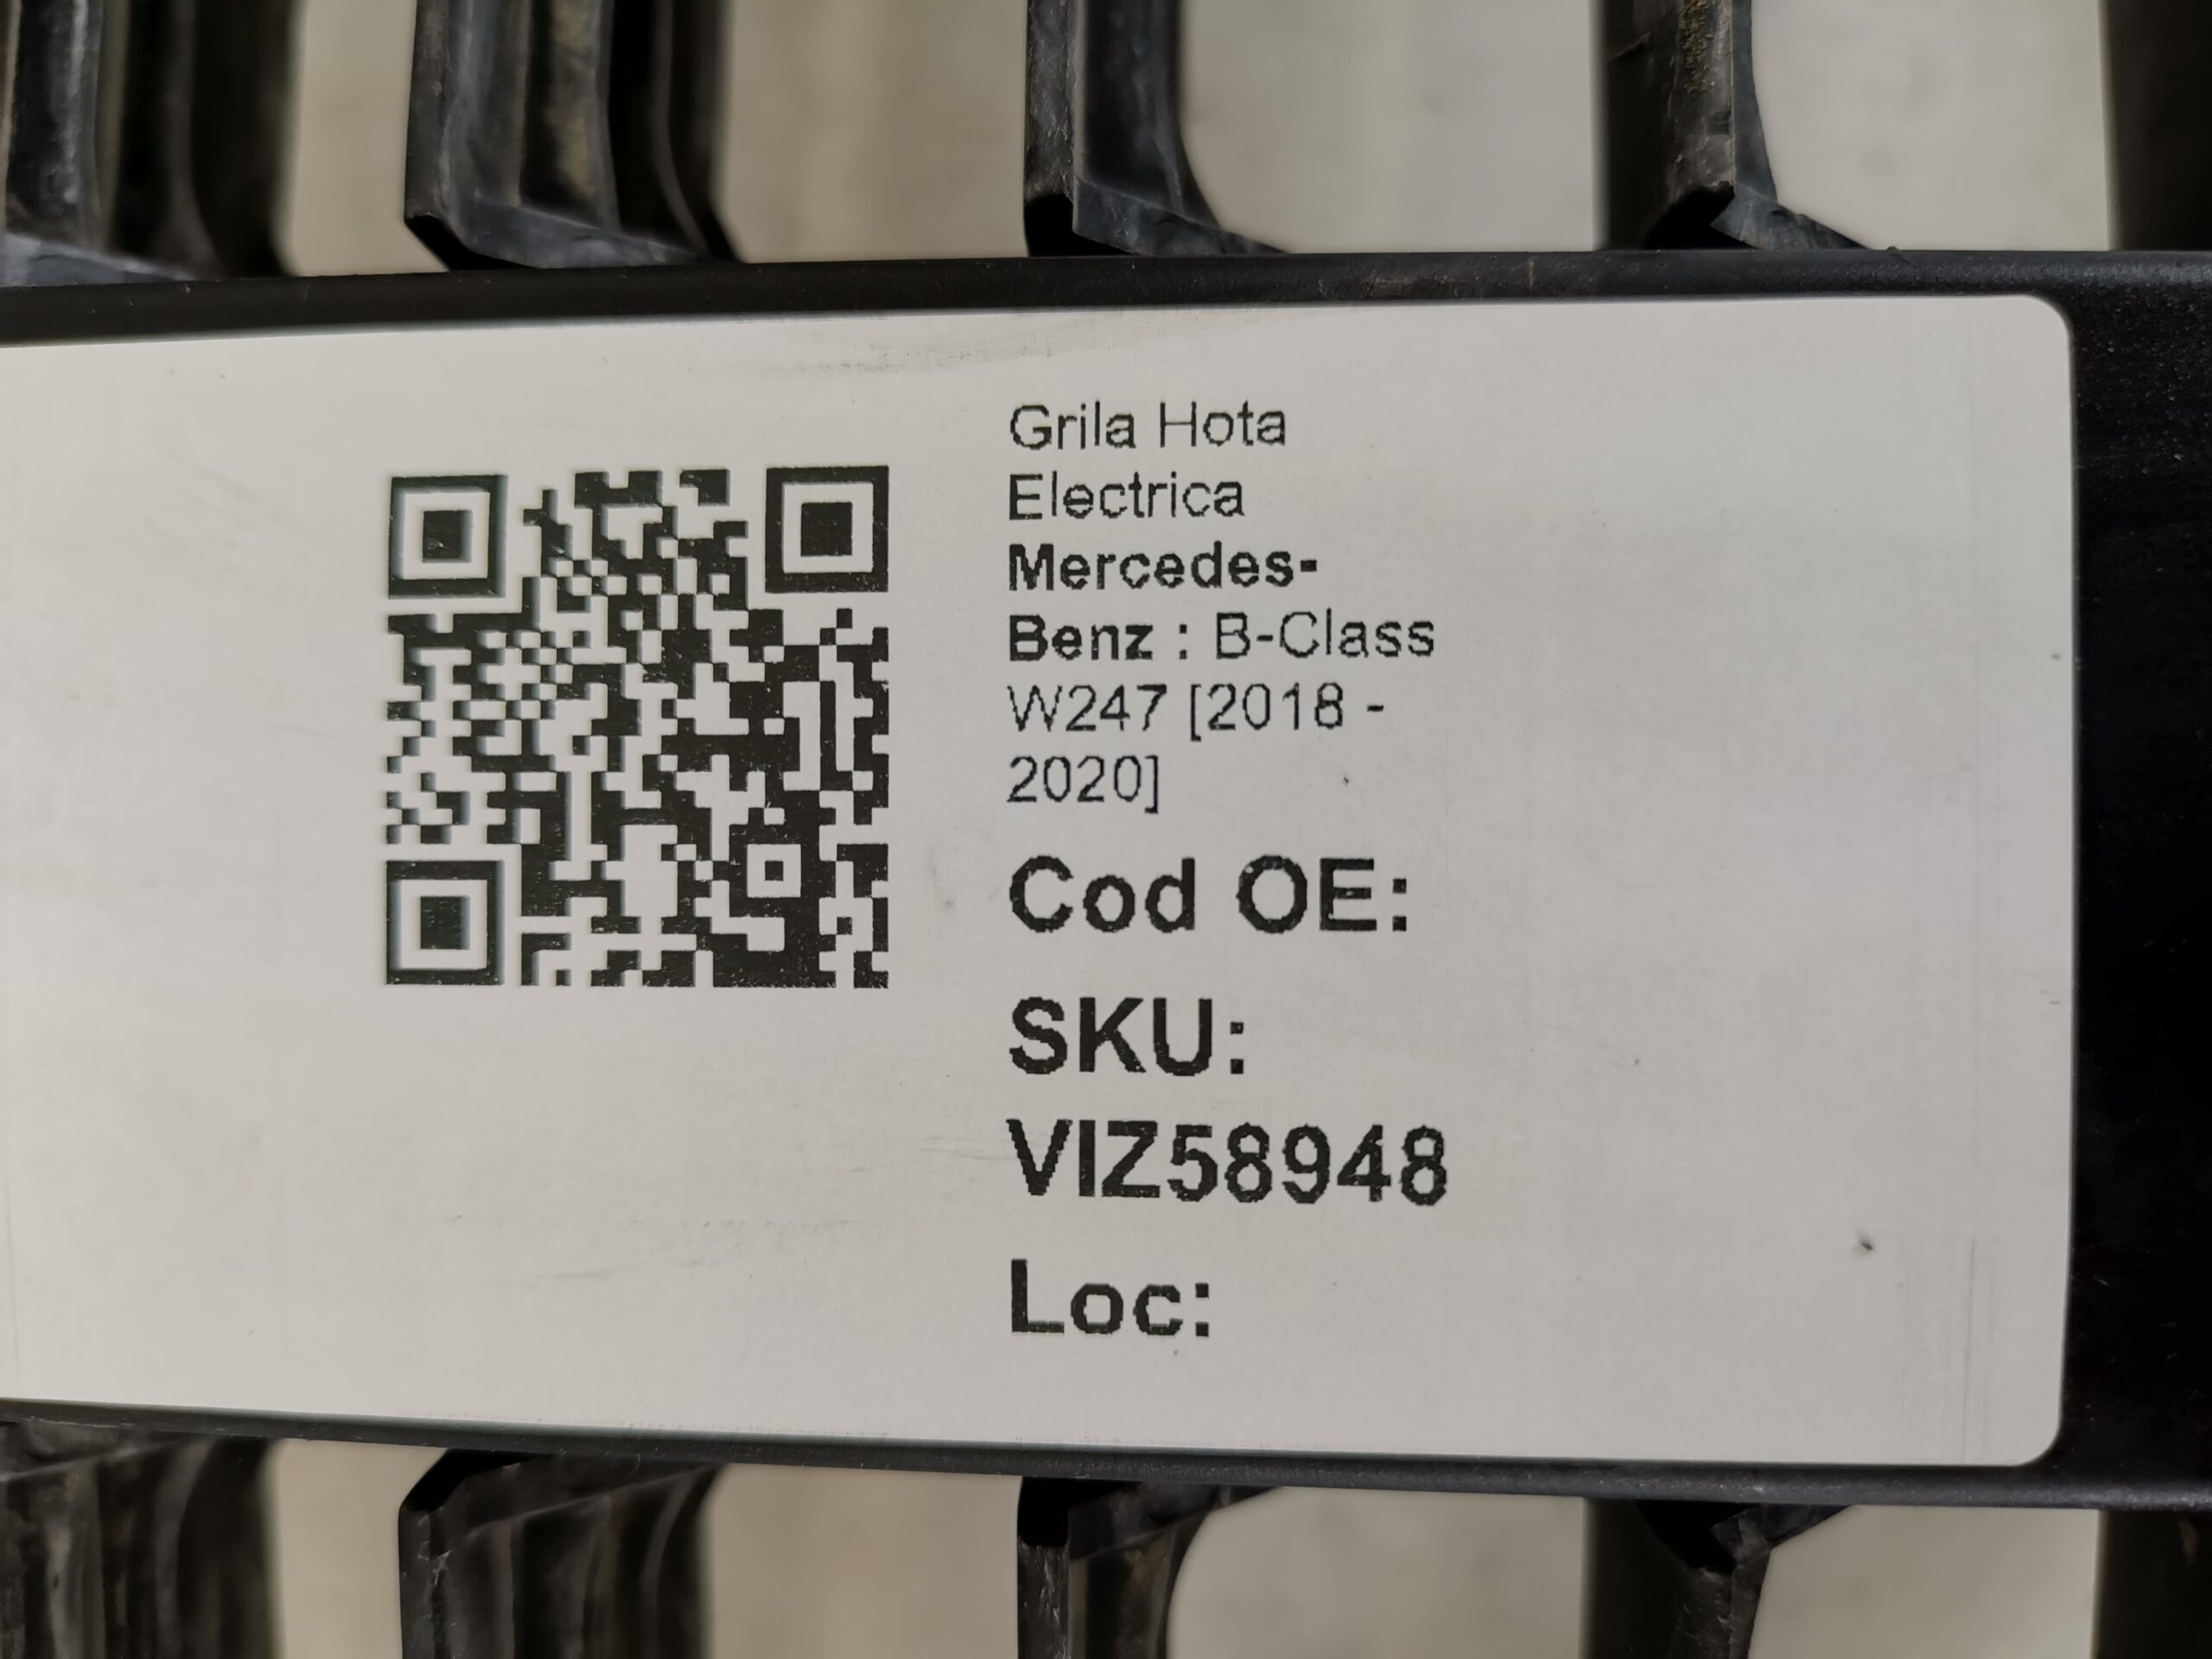 Grila Hota
Electrica
Mercedes-
Benz : B-Class
W247 [2018 -
2020]
Cod OE:
SKU:
VIZ58948
Loc: